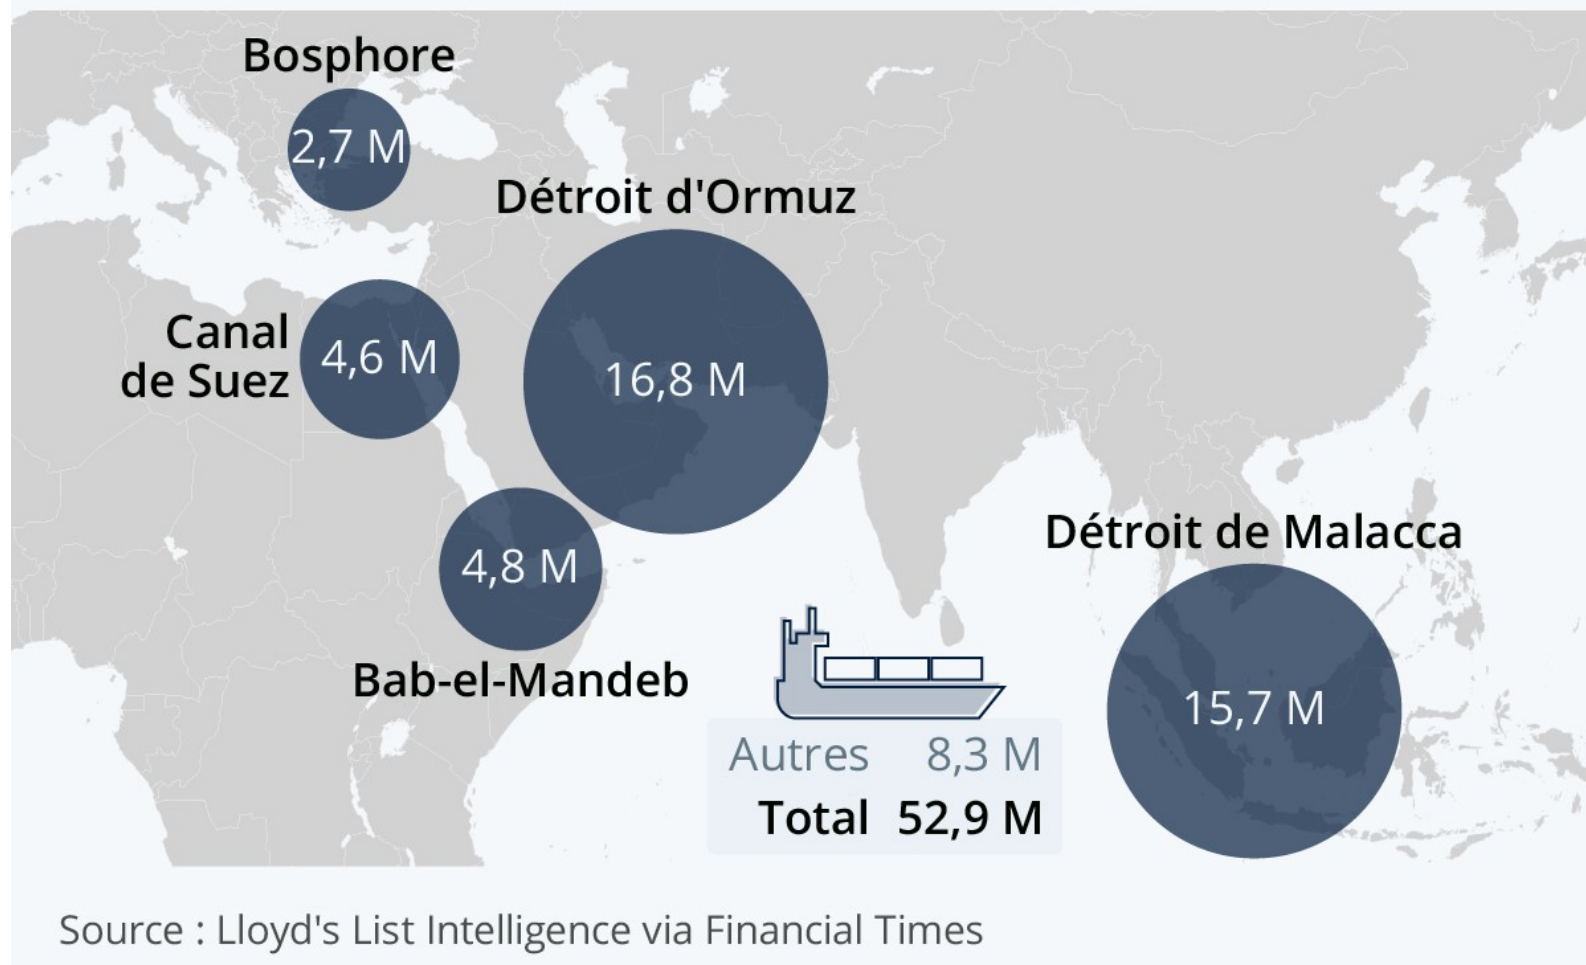 Bosphore
2,7 M
Détroit d'Ormuz
16,8 M
Canal
de Suez
4,6 M
4,8 M
Bab-el-Mandeb
Détroit de Malacca
15,7 M
Autres 8,3 M
Total 52,9 M
Source : Lloyd's List Intelligence via Financial Times